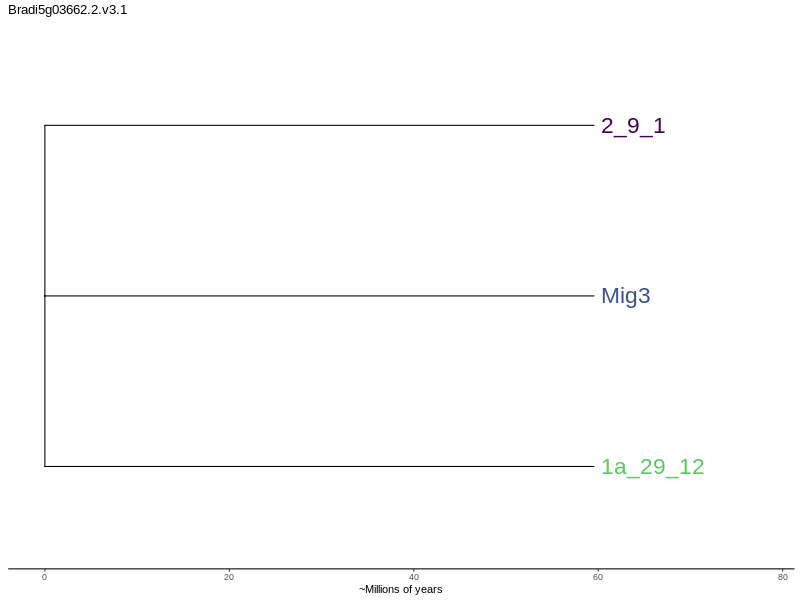 Bradi5g03662.2.v3.1
2_9_1
Mig3
1a_29_12
0 20 40 60 80
~Millions of years